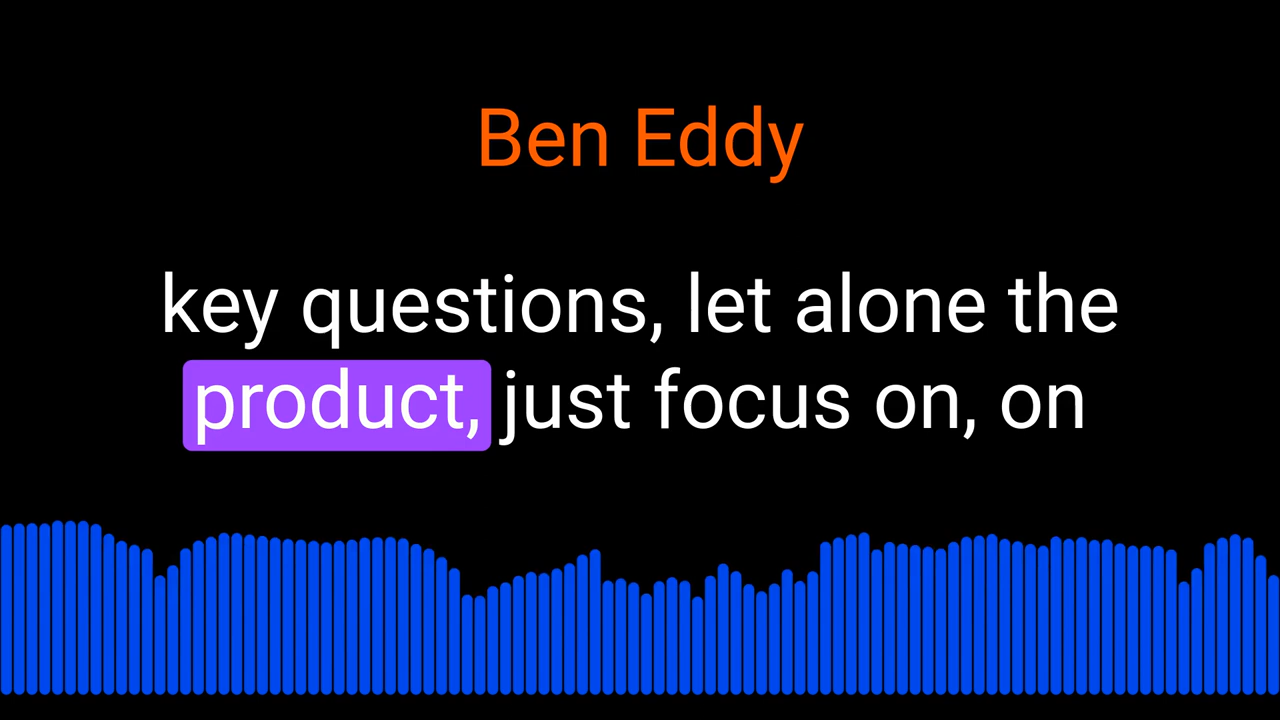 Ben Eddy
key questions, let alone the
product, just focus on, on